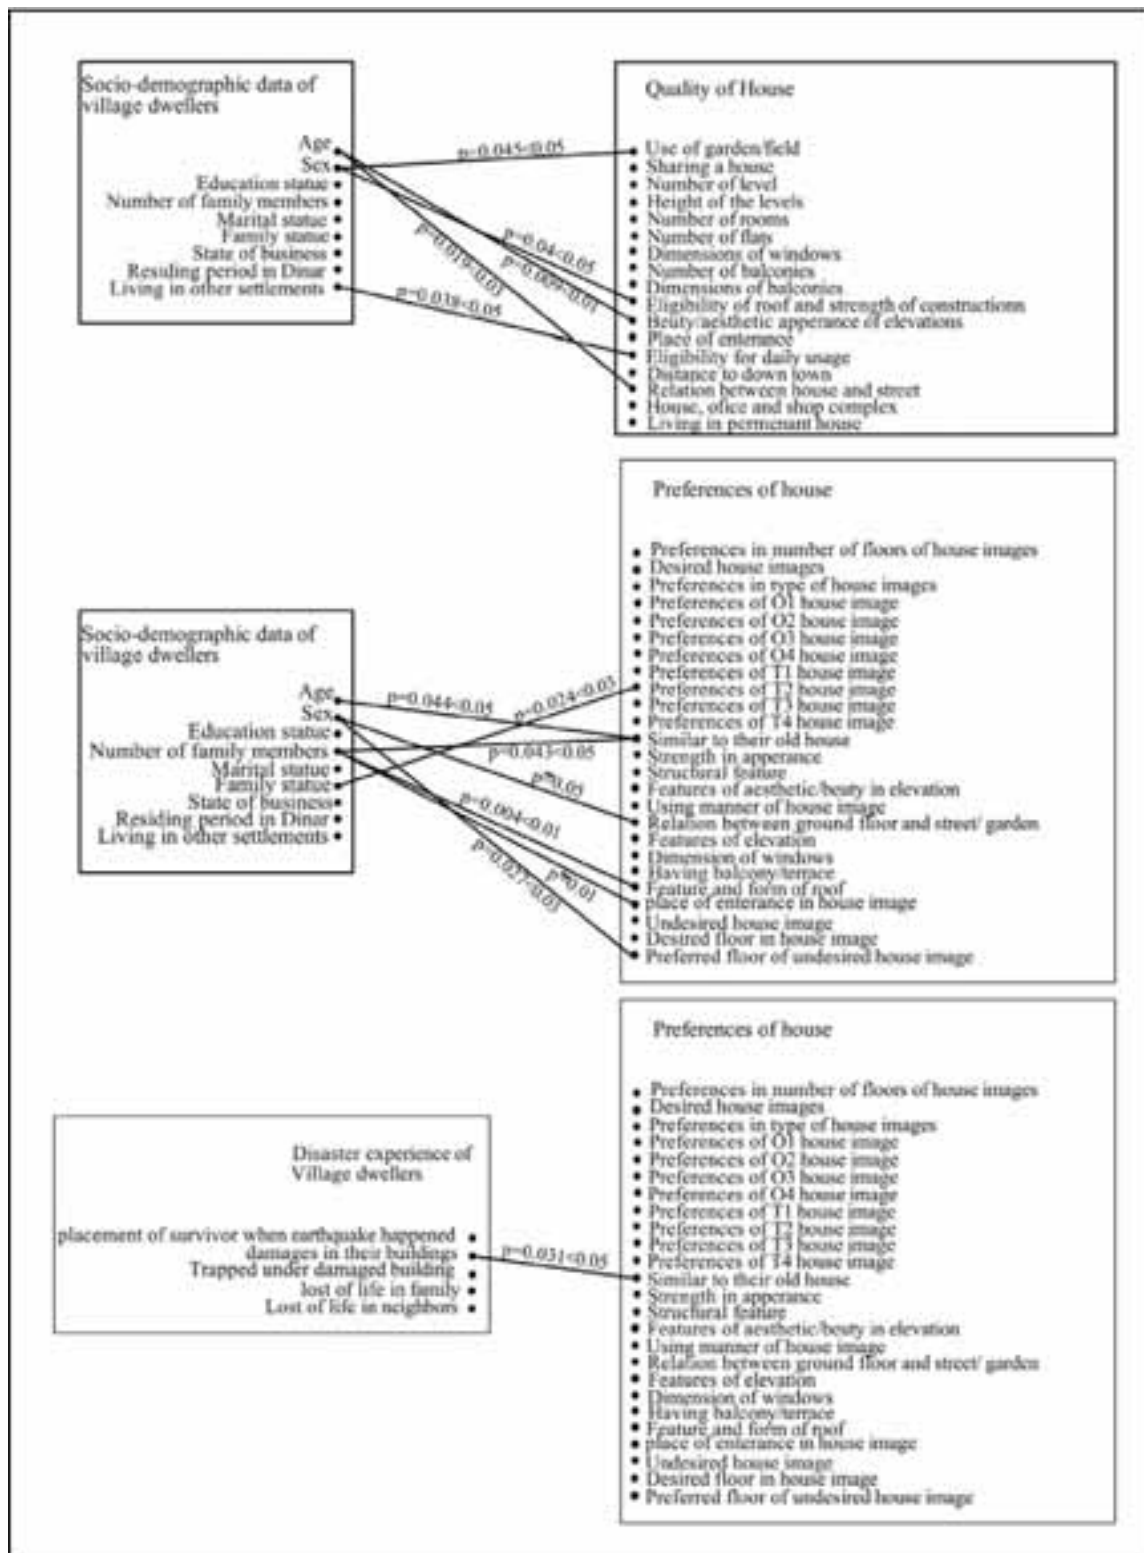 Socio-demographic data of
village dwellers
Age
Sex
Education statue
Number of family members
Marital statue
Family statue
State of business
Residing period in Dinar
Living in other settlements
p=0.045<0.05
p=0.04<0.05
p=0.009<0.01
p=0.019<0.03
p=0.038<0.05
Quality of House
Use of garden/field
Sharing a house
Number of level
Height of the levels
Number of rooms
Number of flats
Dimensions of windows
Number of balconies
Dimensions of balconies
Eligibility of roof and strength of constructionn
Beuty/aesthetic apperance of elevations
Place of enterance
Eligibility for daily usage
Distance to down town
Relation between house and street
House, ofice and shop complex
Living in permenant house
Socio-demographic data of
village dwellers
Age
Sex
Education statue
Number of family members
Marital statue
Family statue
State of business
Residing period in Dinar
Living in other settlements
p=0.044<0.05
p=0.024<0.03
p=0.043<0.05
p=0.05
p=0.004<0.01
p=0.01
p=0.027<0.03
Preferences of house
Preferences in number of floors of house images
Desired house images
Preferences in type of house images
Preferences of O1 house image
Preferences of O2 house image
Preferences of O3 house image
Preferences of O4 house image
Preferences of T1 house image
Preferences of T2 house image
Preferences of T3 house image
Preferences of T4 house image
Similar to their old house
Strength in apperance
Structural feature
Features of aesthetic/beuty in elevation
Using manner of house image
Relation between ground floor and street/ garden
Features of elevation
Dimension of windows
Having balcony/terrace
Feature and form of roof
place of enterance in house image
Undesired house image
Desired floor in house image
Preferred floor of undesired house image
Disaster experience of
Village dwellers
placement of survivor when earthquake happened
damages in their buildings
Trapped under damaged building
lost of life in family
Lost of life in neighbors
p=0.031<0.05
Preferences of house
Preferences in number of floors of house images
Desired house images
Preferences in type of house images
Preferences of O1 house image
Preferences of O2 house image
Preferences of O3 house image
Preferences of O4 house image
Preferences of T1 house image
Preferences of T2 house image
Preferences of T3 house image
Preferences of T4 house image
Similar to their old house
Strength in apperance
Structural feature
Features of aesthetic/beuty in elevation
Using manner of house image
Relation between ground floor and street/ garden
Features of elevation
Dimension of windows
Having balcony/terrace
Feature and form of roof
place of enterance in house image
Undesired house image
Desired floor in house image
Preferred floor of undesired house image